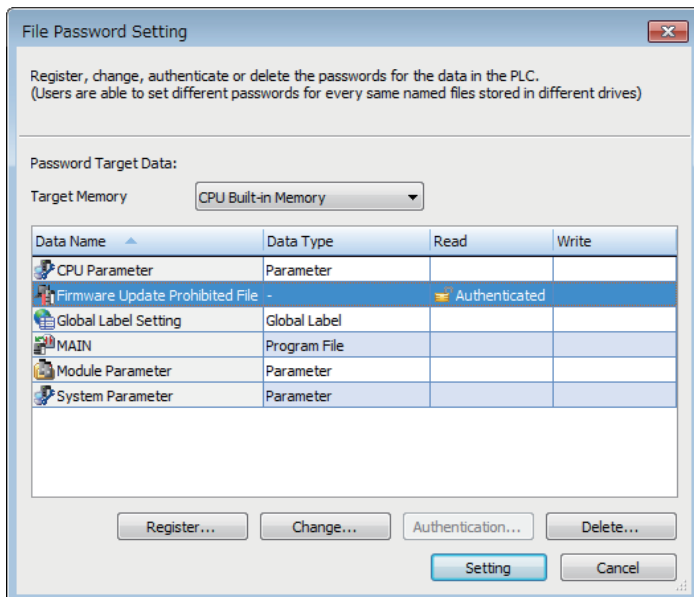 File Password Setting
Register, change, authenticate or delete the passwords for the data in the PLC.
(Users are able to set different passwords for every same named files stored in different drives)
Password Target Data:
Target Memory CPU Built-in Memory
Data Name Data Type Read Write
CPU Parameter Parameter
Firmware Update Prohibited File - Authenticated
Global Label Setting Global Label
MAIN Program File
Module Parameter Parameter
System Parameter Parameter
Register... Change... Authentication... Delete...
Setting Cancel